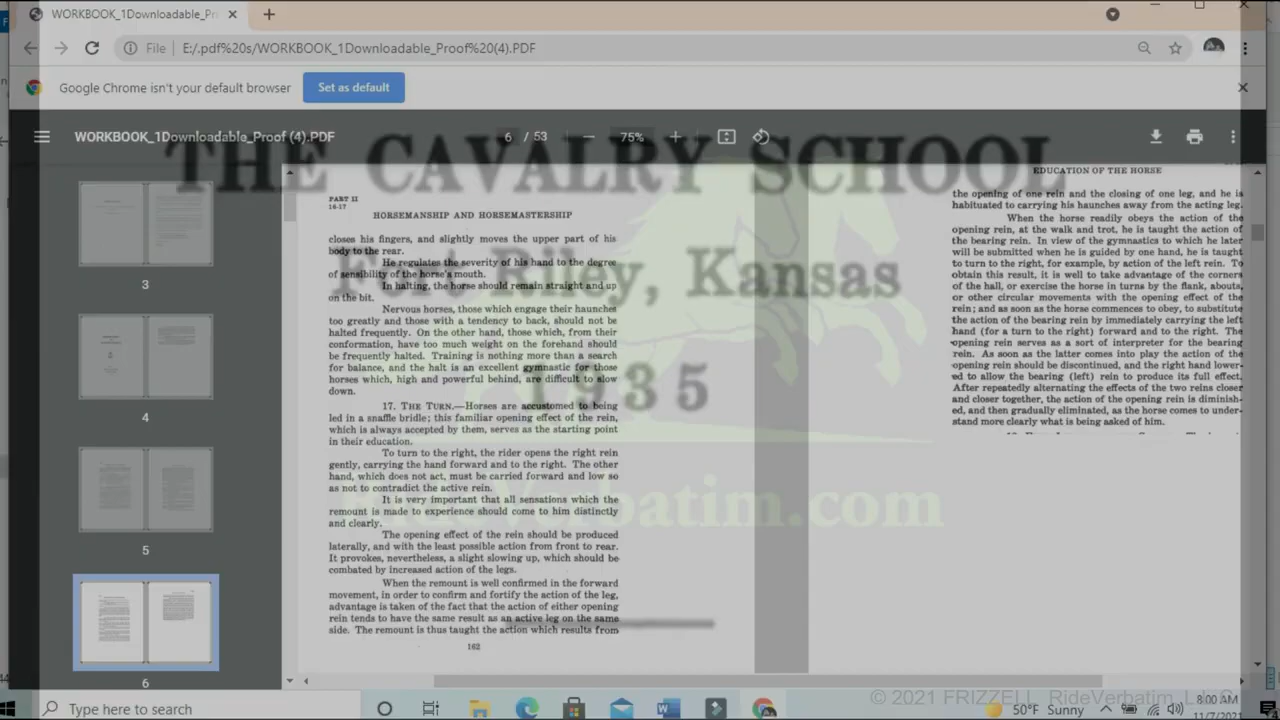 WORKBOOK_1Downloadable_Pr
File
E:/.pdf%20s/WORKBOOK_1Downloadable_Proof%20(4).PDF
Google Chrome isn't your default browser
Set as default
WORKBOOK_1Downloadable_Proof (4).PDF
6 / 53
75%
THE CAVALRY SCHOOL
Fort Riley, Kansas
1935
RideVerbatim.com
3
4
5
6
PART II
16-17
HORSEMANSHIP AND HORSEMASTERSHIP
closes his fingers, and slightly moves the upper part of his
body to the rear.
He regulates the severity of his hand to the degree
of sensibility of the horse's mouth.
In halting, the horse should remain straight and up
on the bit.
Nervous horses, those which engage their haunches
too greatly and those with a tendency to back, should not be
halted frequently. On the other hand, those which, from their
conformation, have too much weight on the forehand should
be frequently halted. Training is nothing more than a search
for balance, and the halt is an excellent gymnastic for those
horses which, high and powerful behind, are difficult to slow
down.
17. THE TURN.—Horses are accustomed to being
led in a snaffle bridle; this familiar opening effect of the rein,
which is always accepted by them, serves as the starting point
in their education.
To turn to the right, the rider opens the right rein
gently, carrying the hand forward and to the right. The other
hand, which does not act, must be carried forward and low so
as not to contradict the active rein.
It is very important that all sensations which the
remount is made to experience should come to him distinctly
and clearly.
The opening effect of the rein should be produced
laterally, and with the least possible action from front to rear.
It provokes, nevertheless, a slight slowing up, which should be
combated by increased action of the legs.
When the remount is well confirmed in the forward
movement, in order to confirm and fortify the action of the leg,
advantage is taken of the fact that the action of either opening
rein tends to have the same result as an active leg on the same
side. The remount is thus taught the action which results from
162
EDUCATION OF THE HORSE
the opening of one rein and the closing of one leg, and he is
habituated to carrying his haunches away from the acting leg.
When the horse readily obeys the action of the
opening rein, at the walk and trot, he is taught the action of
the bearing rein. In view of the gymnastics to which he later
will be submitted when he is guided by one hand, he is taught
to turn to the right, for example, by action of the left rein. To
obtain this result, it is well to take advantage of the corners
of the hall, or exercise the horse in turns by the flank, abouts,
or other circular movements with the opening effect of the
rein; and as soon as the horse commences to obey, to substitute
the action of the bearing rein by immediately carrying the left
hand (for a turn to the right) forward and to the right. The
opening rein serves as a sort of interpreter for the bearing
rein. As soon as the latter comes into play the action of the
opening rein should be discontinued, and the right hand lower-
ed to allow the bearing (left) rein to produce its full effect.
After repeatedly alternating the effects of the two reins closer
and closer together, the action of the opening rein is diminish-
ed, and then gradually eliminated, as the horse comes to under-
stand more clearly what is being asked of him.
© 2021 FRIZZELL, RideVerbatim,
Type here to search
50°F Sunny
8:00 AM